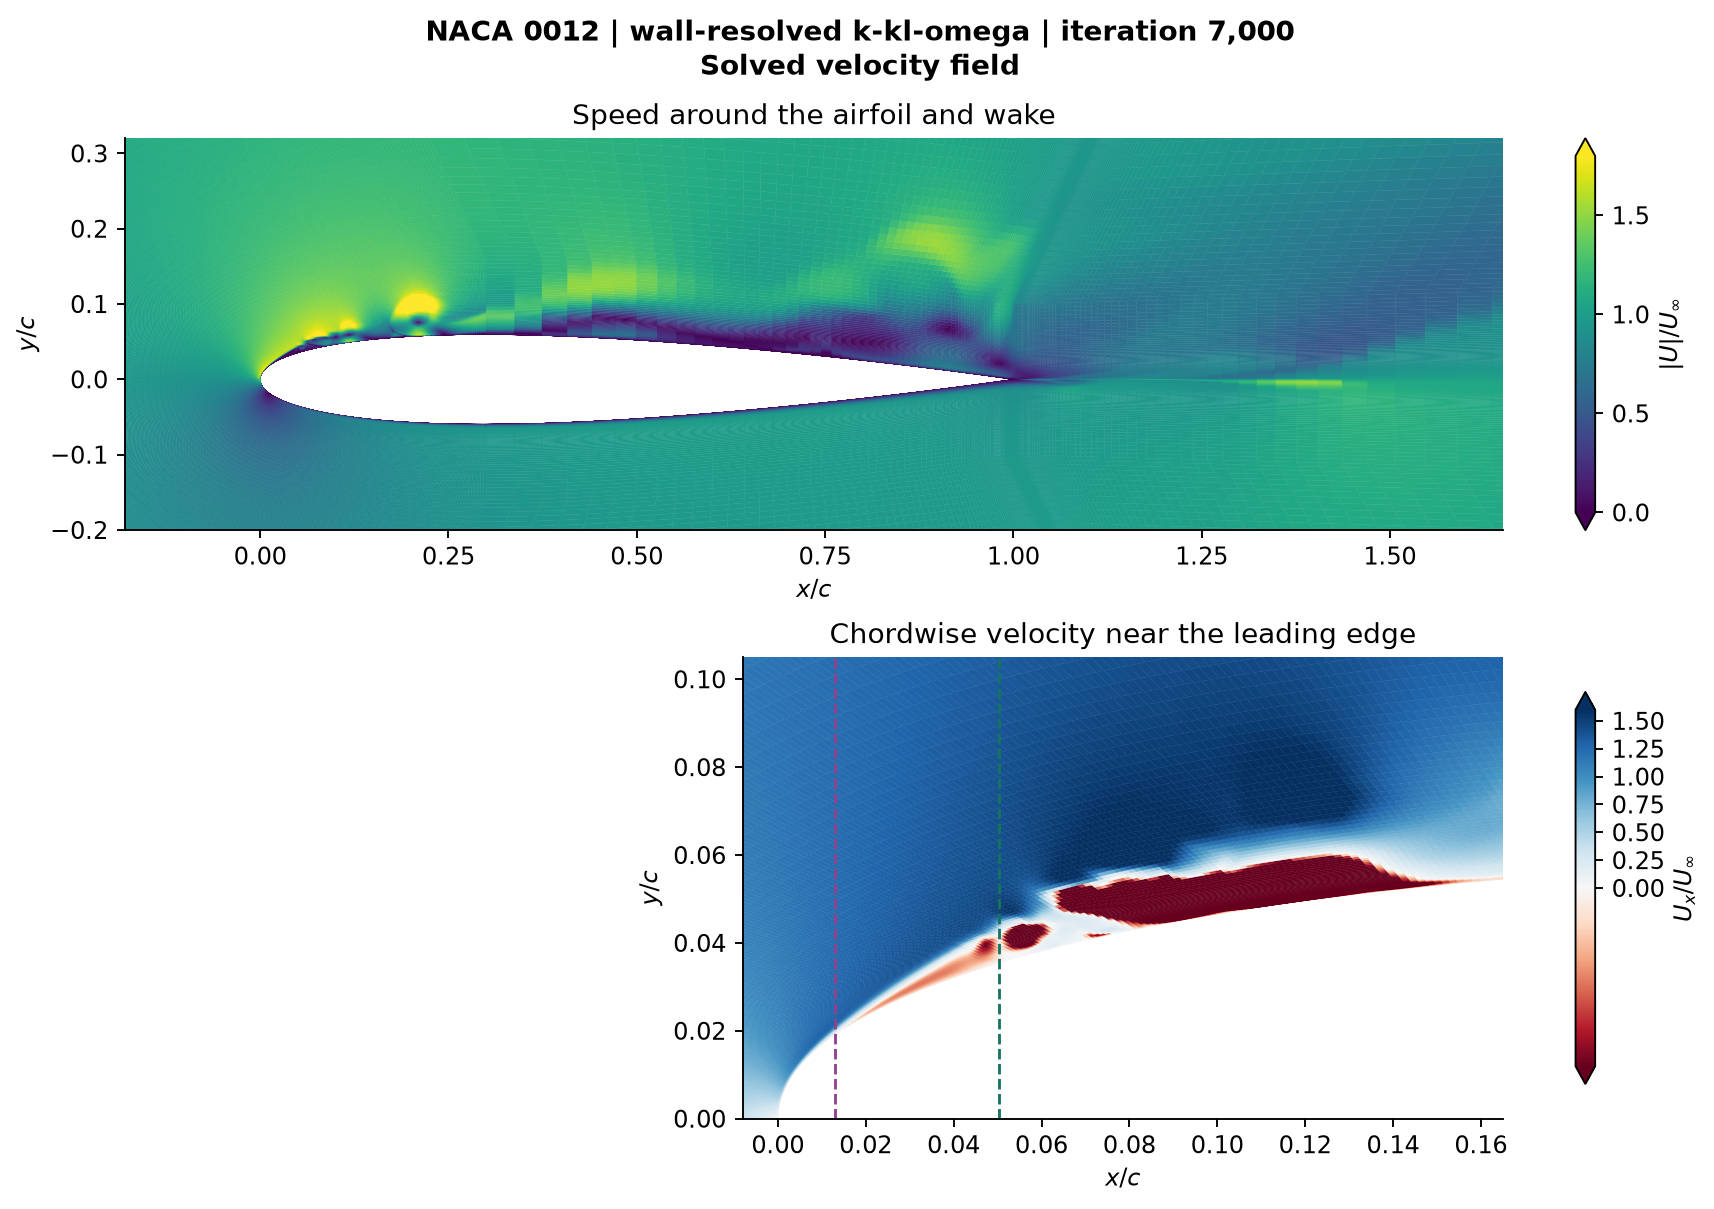 NACA 0012 | wall-resolved k-kl-omega | iteration 7,000
Solved velocity field
Speed around the airfoil and wake
0.3
0.2
0.1
0.0
−0.1
−0.2
y/c
0.00 0.25 0.50 0.75 1.00 1.25 1.50
x/c
1.5
1.0
0.5
0.0
|U|/U∞
Chordwise velocity near the leading edge
0.10
0.08
0.06
0.04
0.02
0.00
y/c
0.00 0.02 0.04 0.06 0.08 0.10 0.12 0.14 0.16
x/c
1.50
1.25
1.00
0.75
0.50
0.25
0.00
Ux/U∞